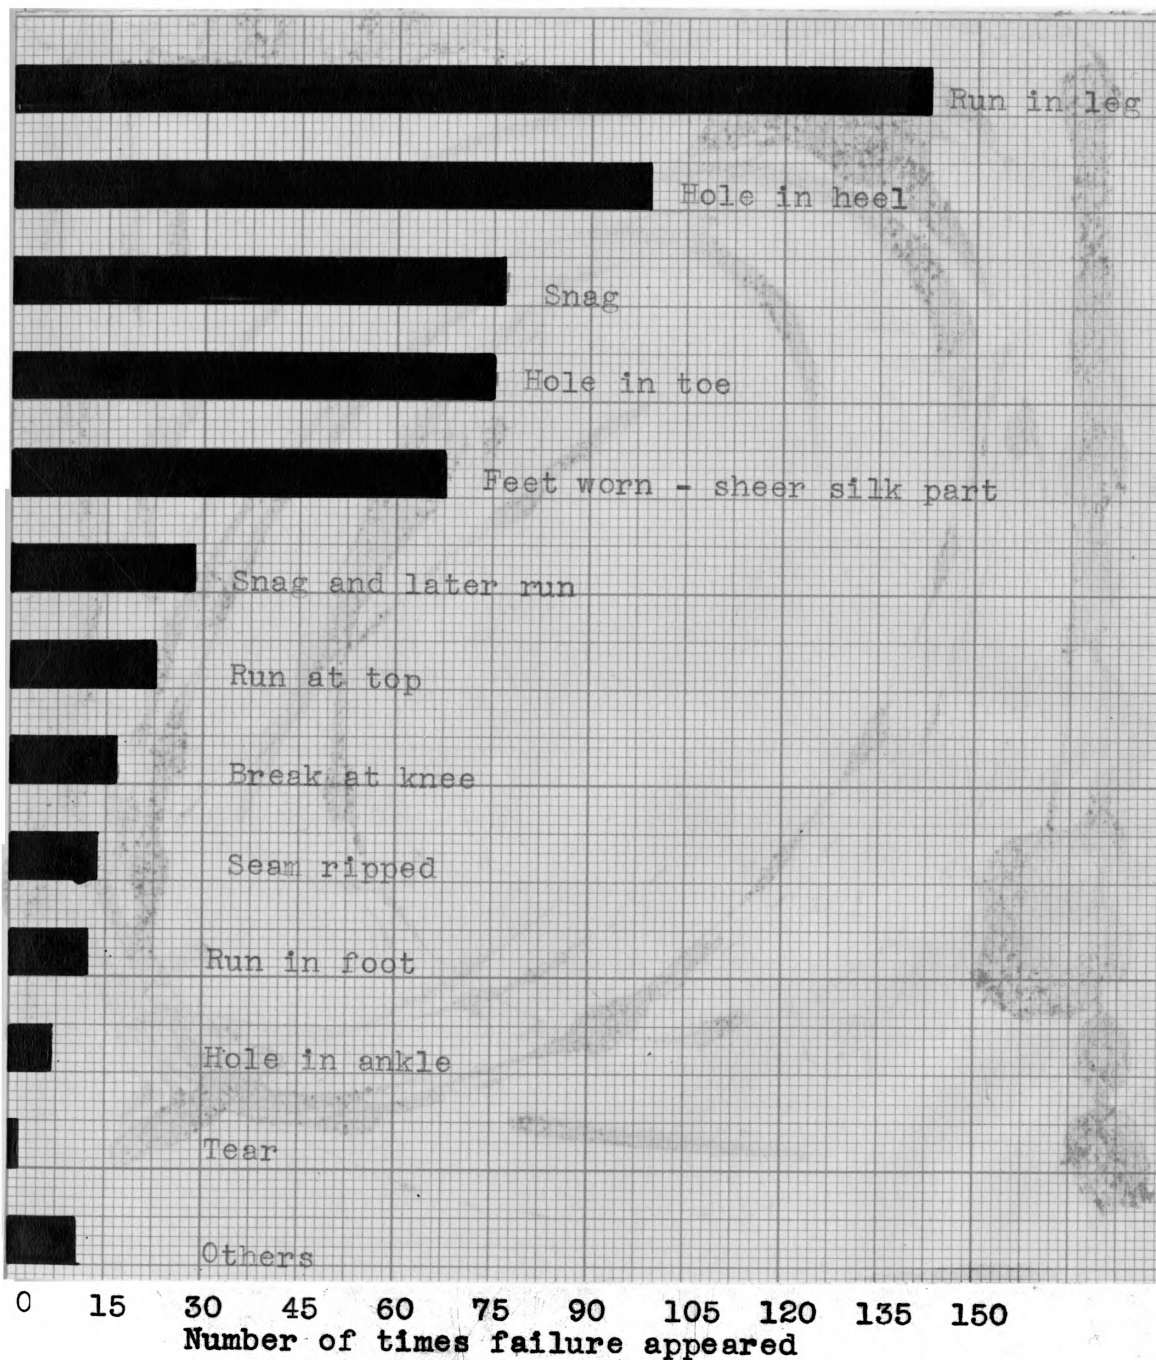 Run in leg
Hole in heel
Snag
Hole in toe
Feet worn - sheer silk part
Snag and later run
Run at top
Break at knee
Seam ripped
Run in foot
Hole in ankle
Tear
Others
0 15 30 45 60 75 90 105 120 135 150
Number of times failure appeared